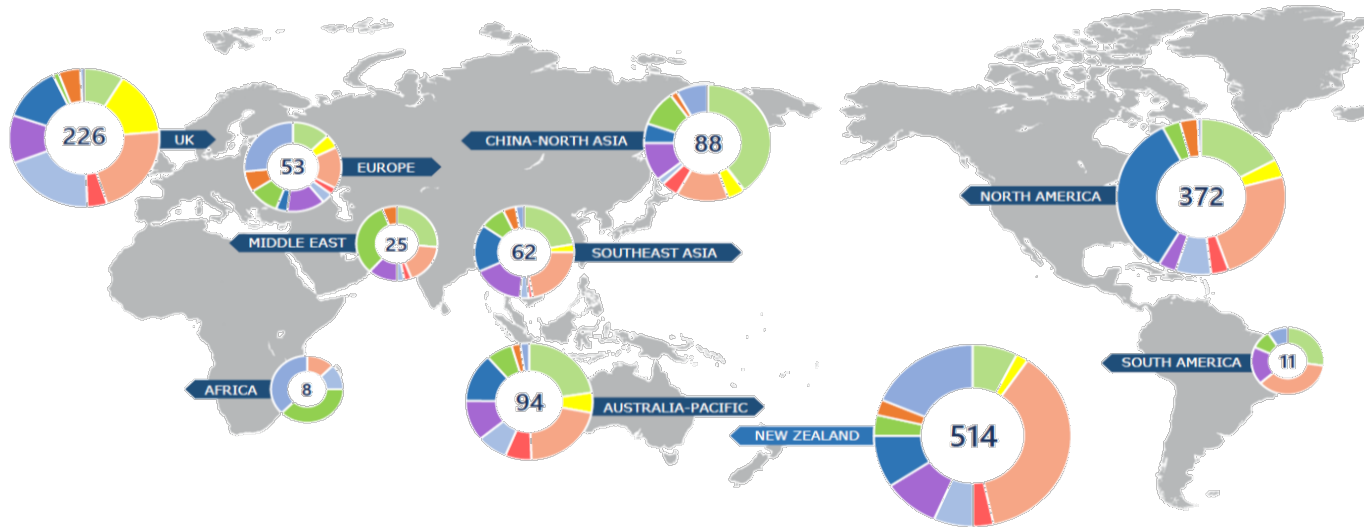 226
UK
53
EUROPE
CHINA-NORTH ASIA
88
NORTH AMERICA
372
MIDDLE EAST
25
62
SOUTHEAST ASIA
AFRICA
8
94
AUSTRALIA-PACIFIC
NEW ZEALAND
514
SOUTH AMERICA
11